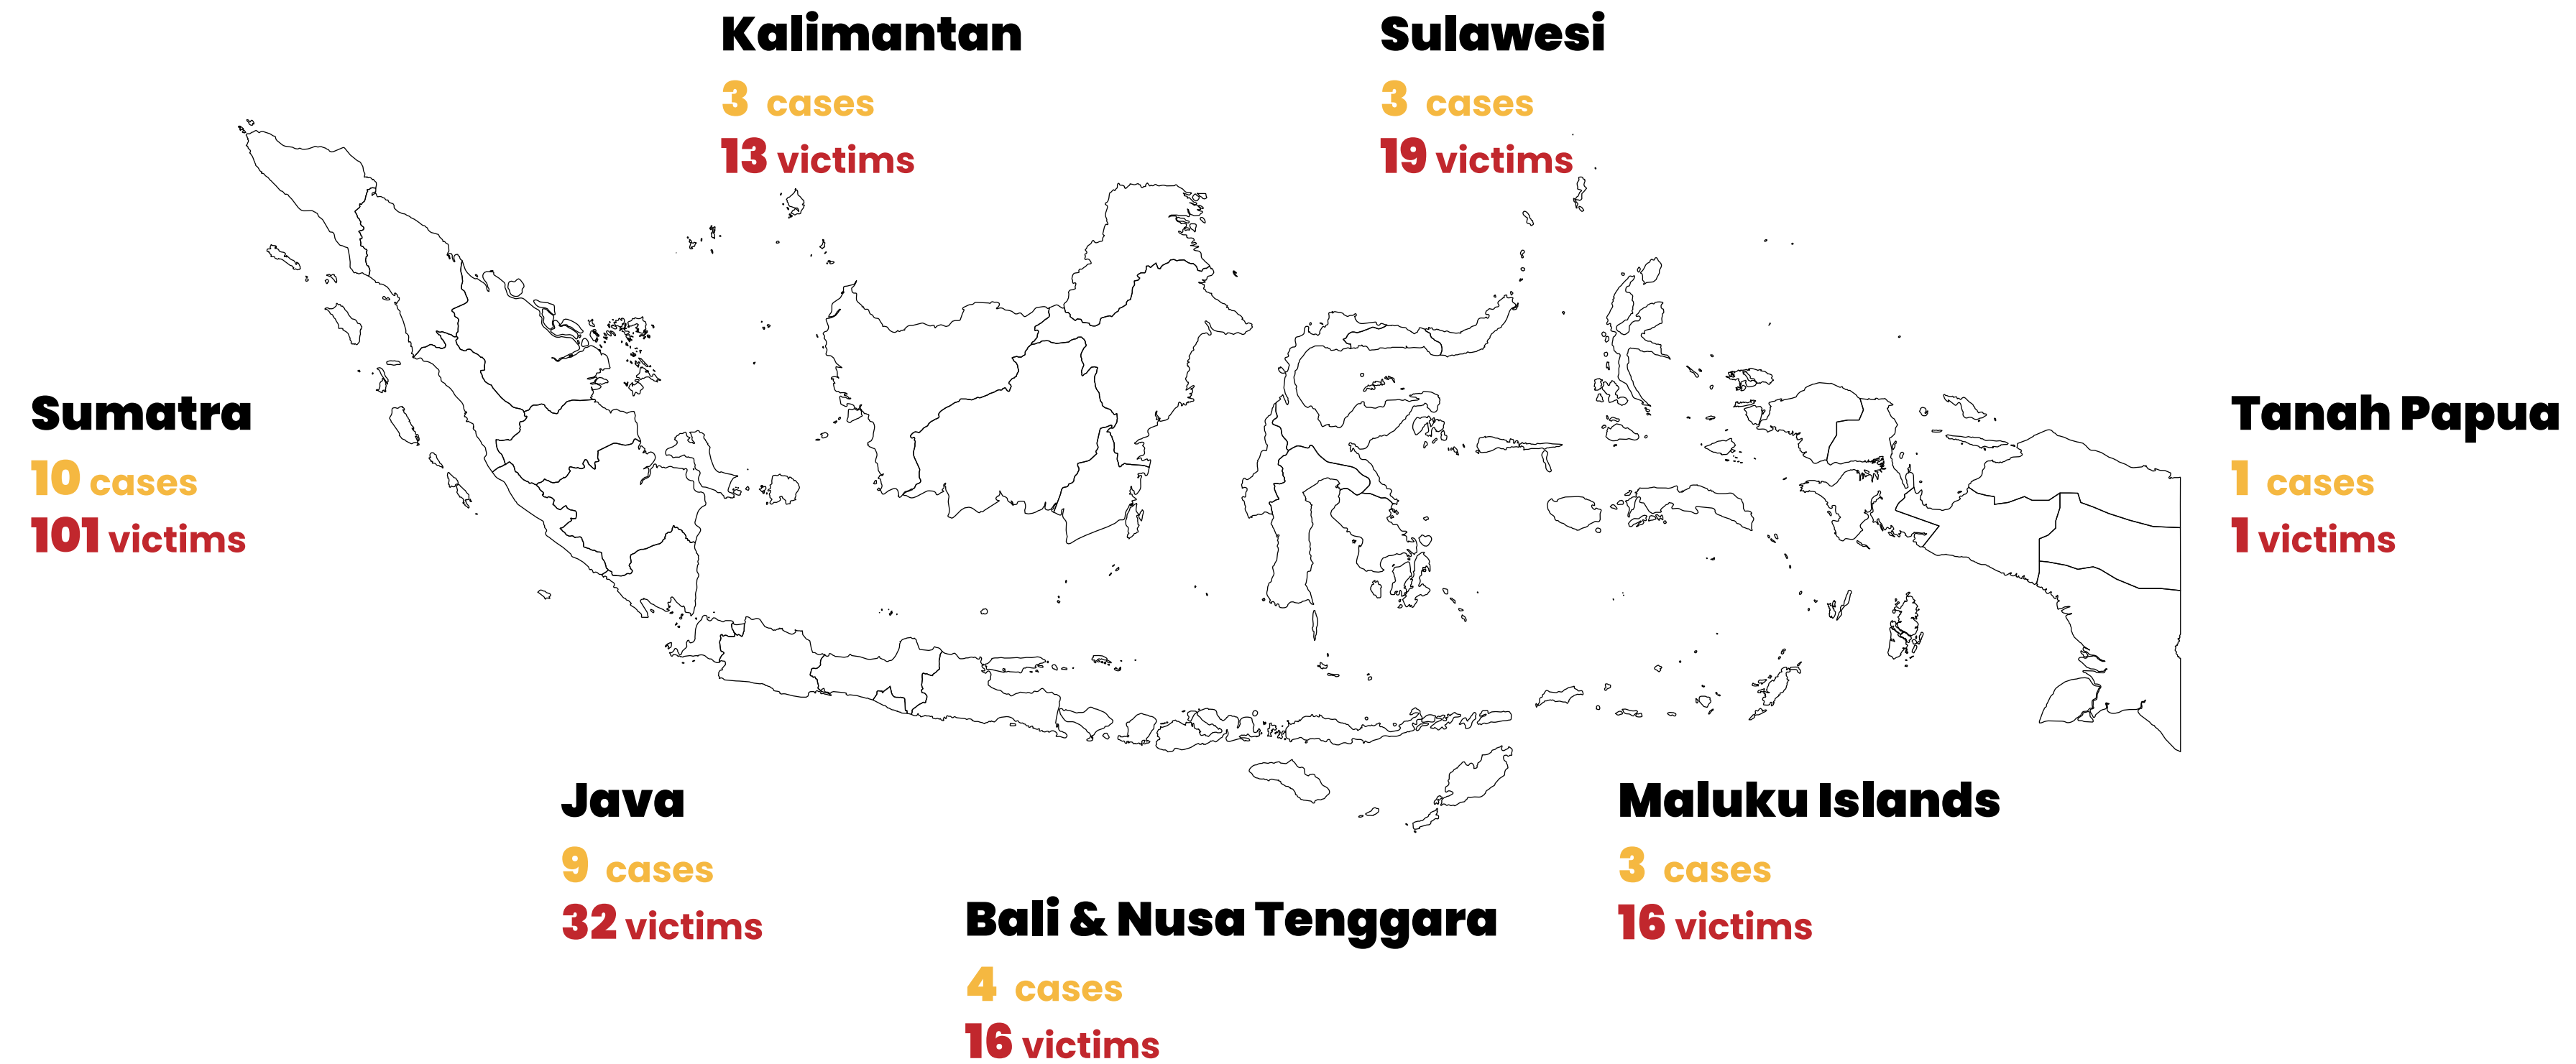 Kalimantan
3 cases
13 victims
Sulawesi
3 cases
19 victims
Sumatra
10 cases
101 victims
Tanah Papua
1 cases
1 victims
Java
9 cases
32 victims
Bali & Nusa Tenggara
4 cases
16 victims
Maluku Islands
3 cases
16 victims